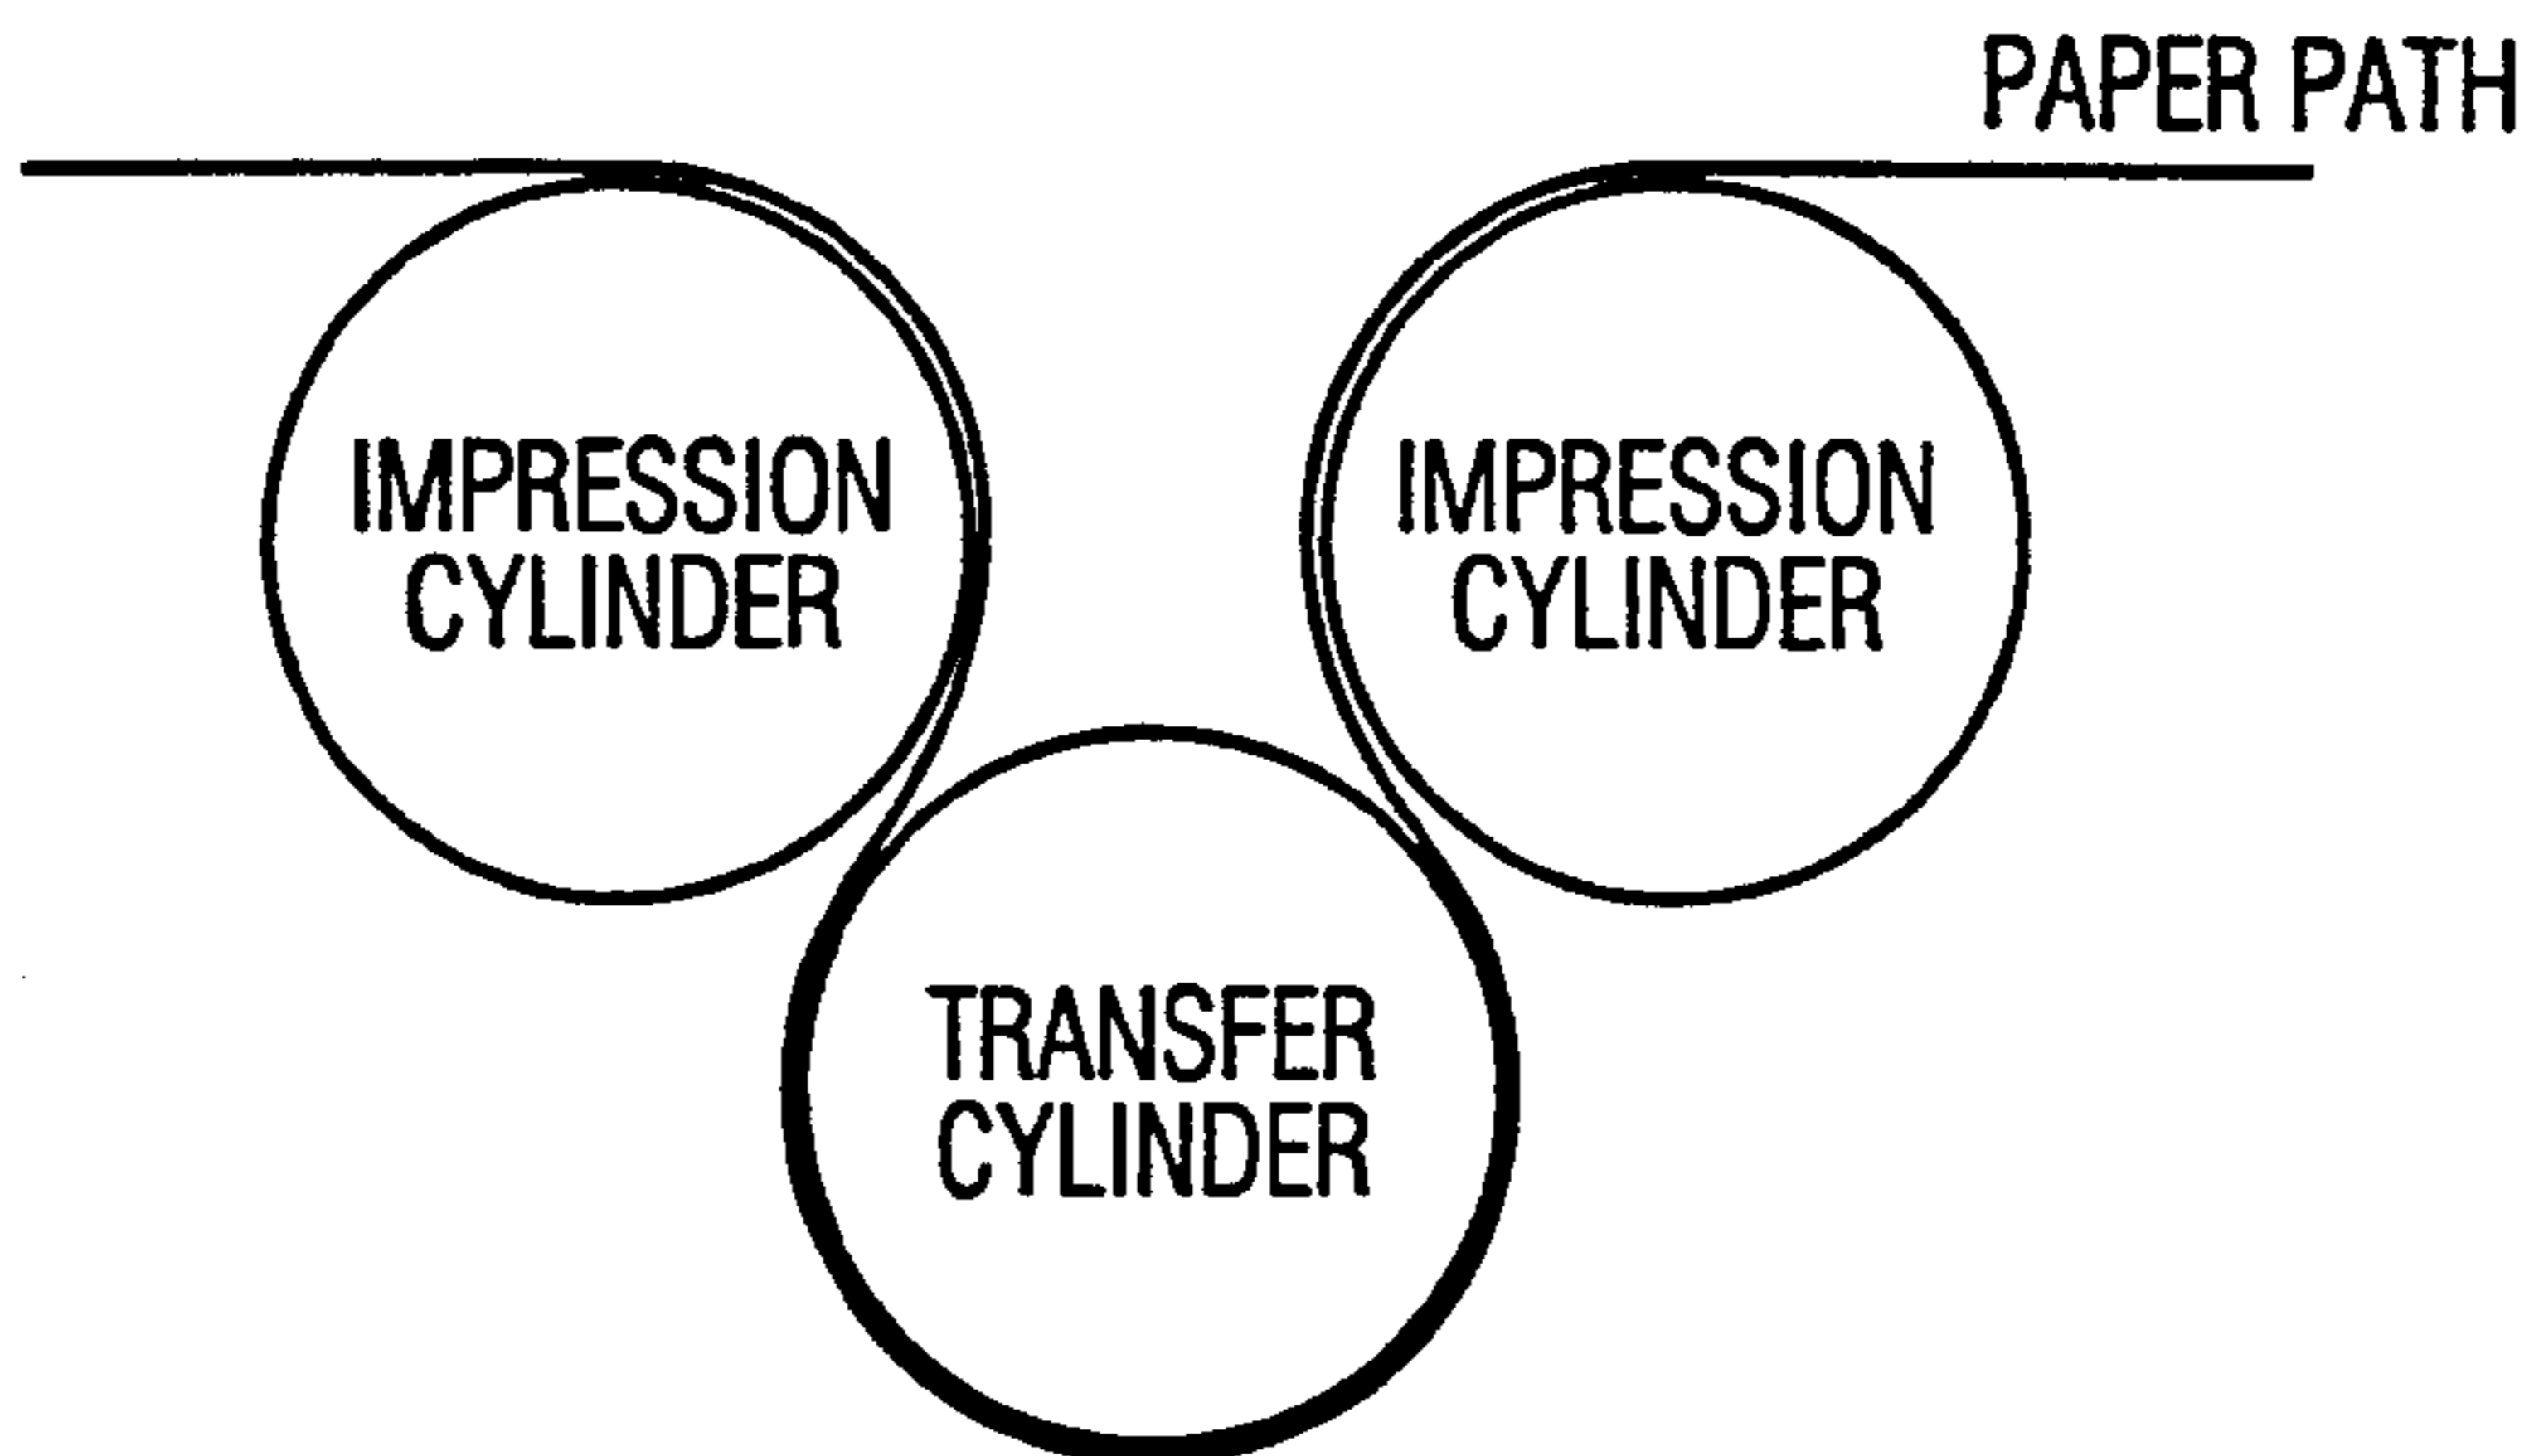 PAPER PATH
IMPRESSION
CYLINDER
IMPRESSION
CYLINDER
TRANSFER
CYLINDER